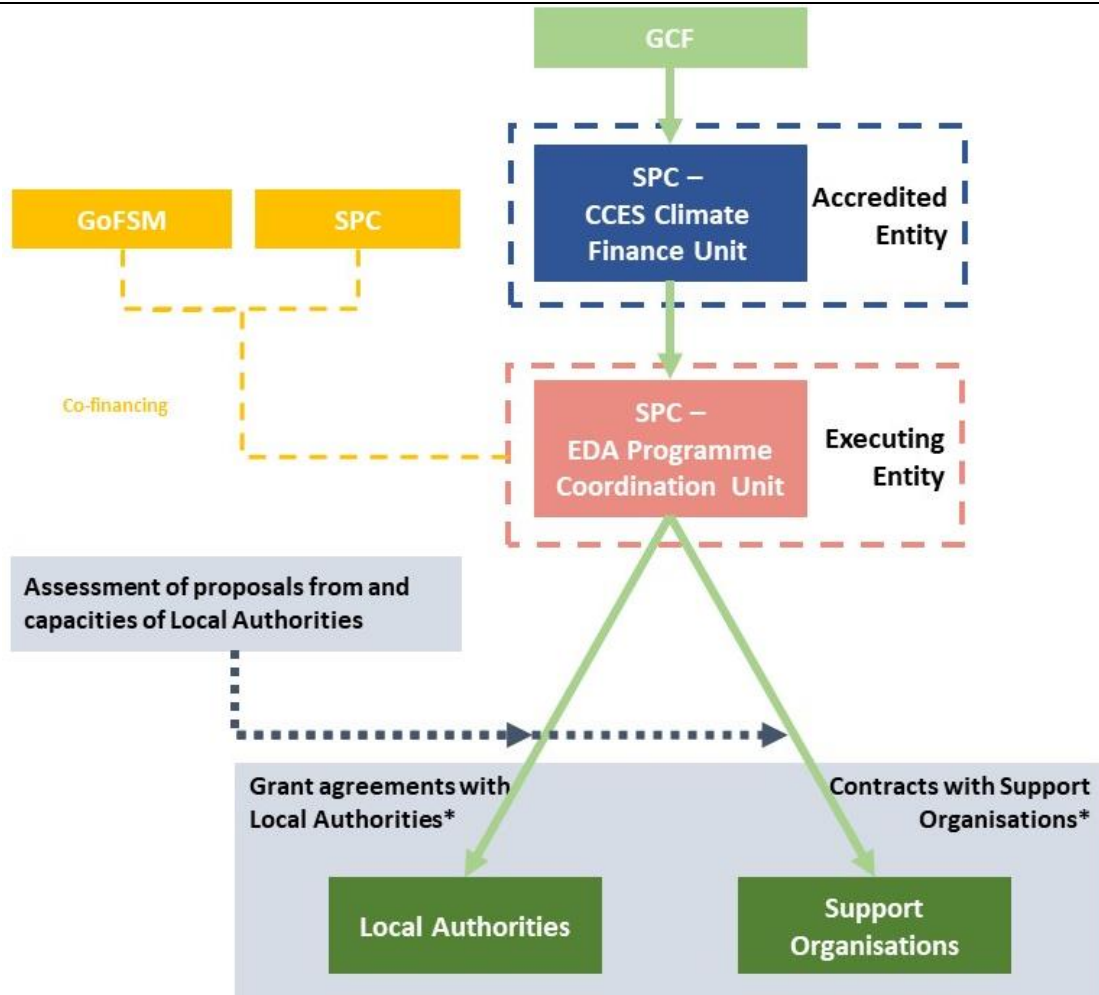 GCF
SPC –
CCES Climate
Finance Unit
Accredited
Entity
GoFSM
SPC
Co-financing
SPC –
EDA Programme
Coordination Unit
Executing
Entity
Assessment of proposals from and
capacities of Local Authorities
Grant agreements with
Local Authorities*
Contracts with Support
Organisations*
Local Authorities
Support
Organisations